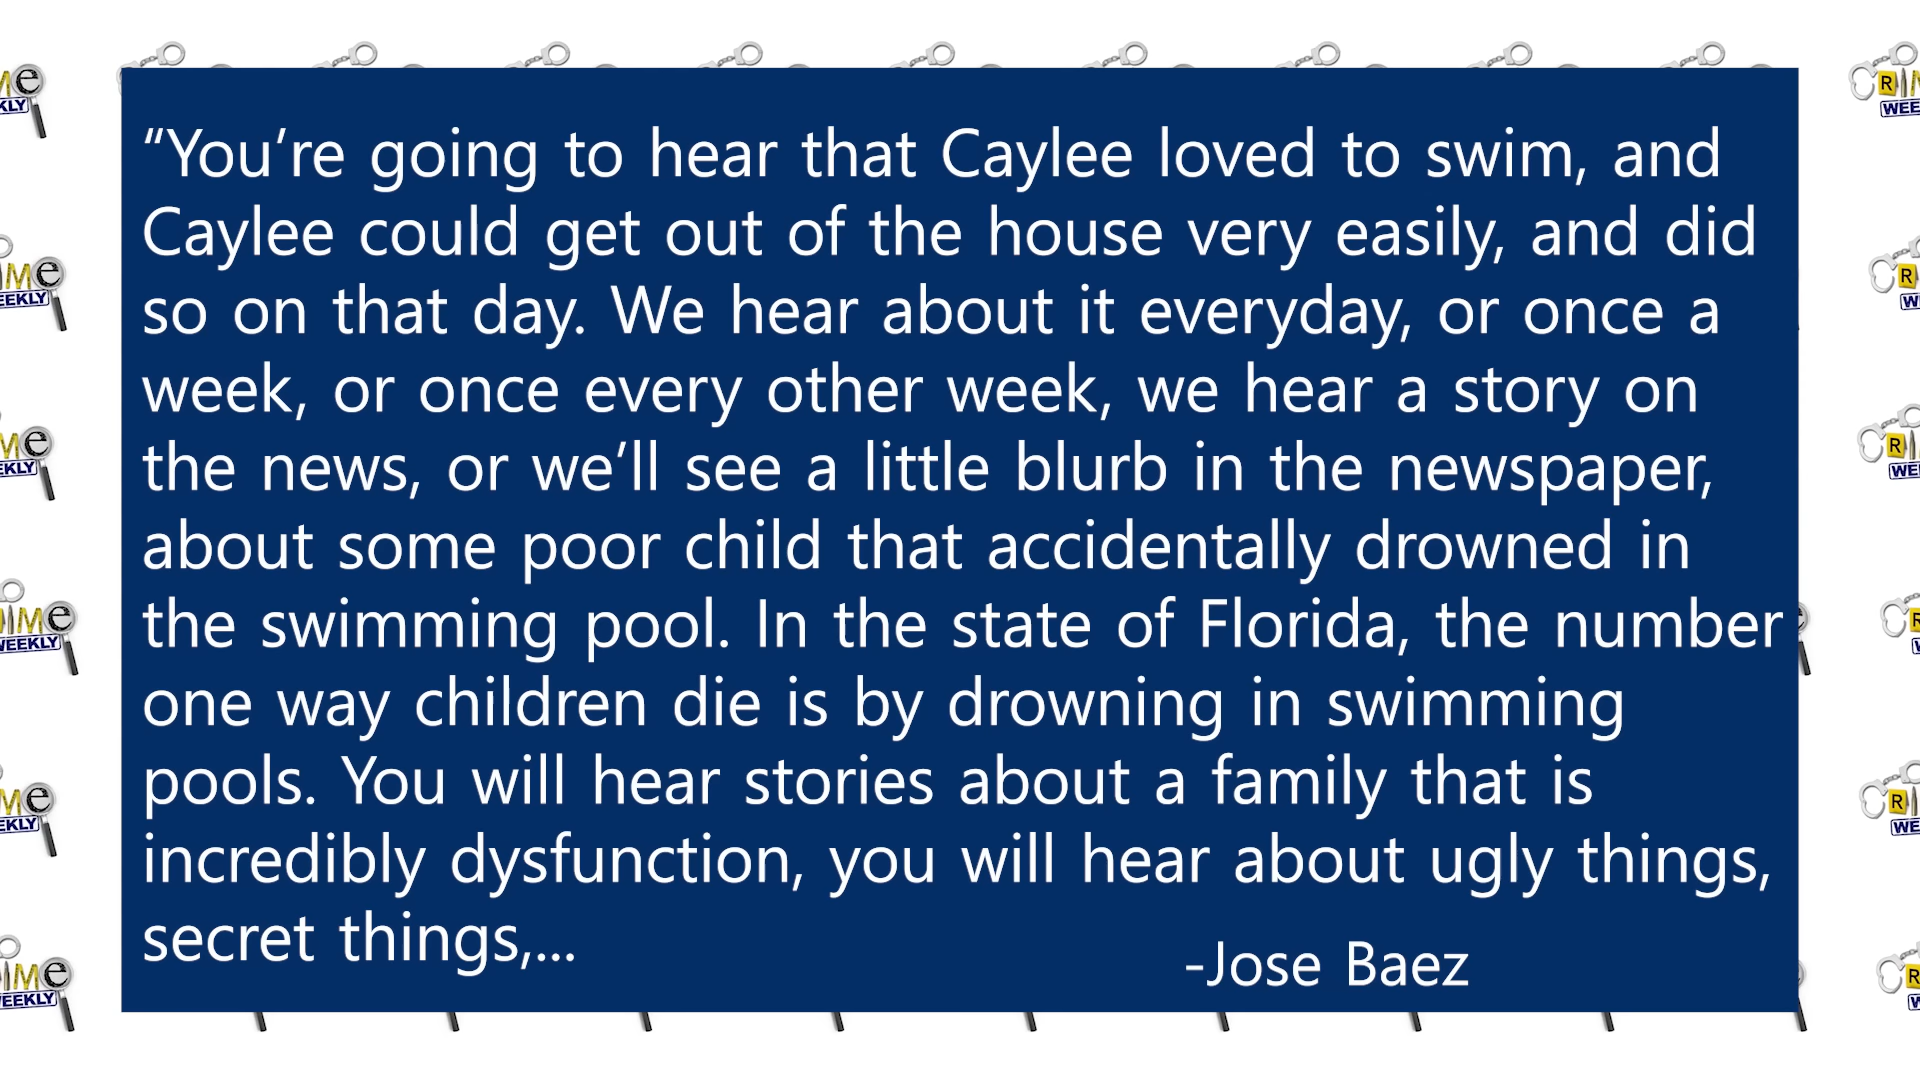 “You’re going to hear that Caylee loved to swim, and
Caylee could get out of the house very easily, and did
so on that day. We hear about it everyday, or once a
week, or once every other week, we hear a story on
the news, or we’ll see a little blurb in the newspaper,
about some poor child that accidentally drowned in
the swimming pool. In the state of Florida, the number
one way children die is by drowning in swimming
pools. You will hear stories about a family that is
incredibly dysfunction, you will hear about ugly things,
secret things,...
-Jose Baez